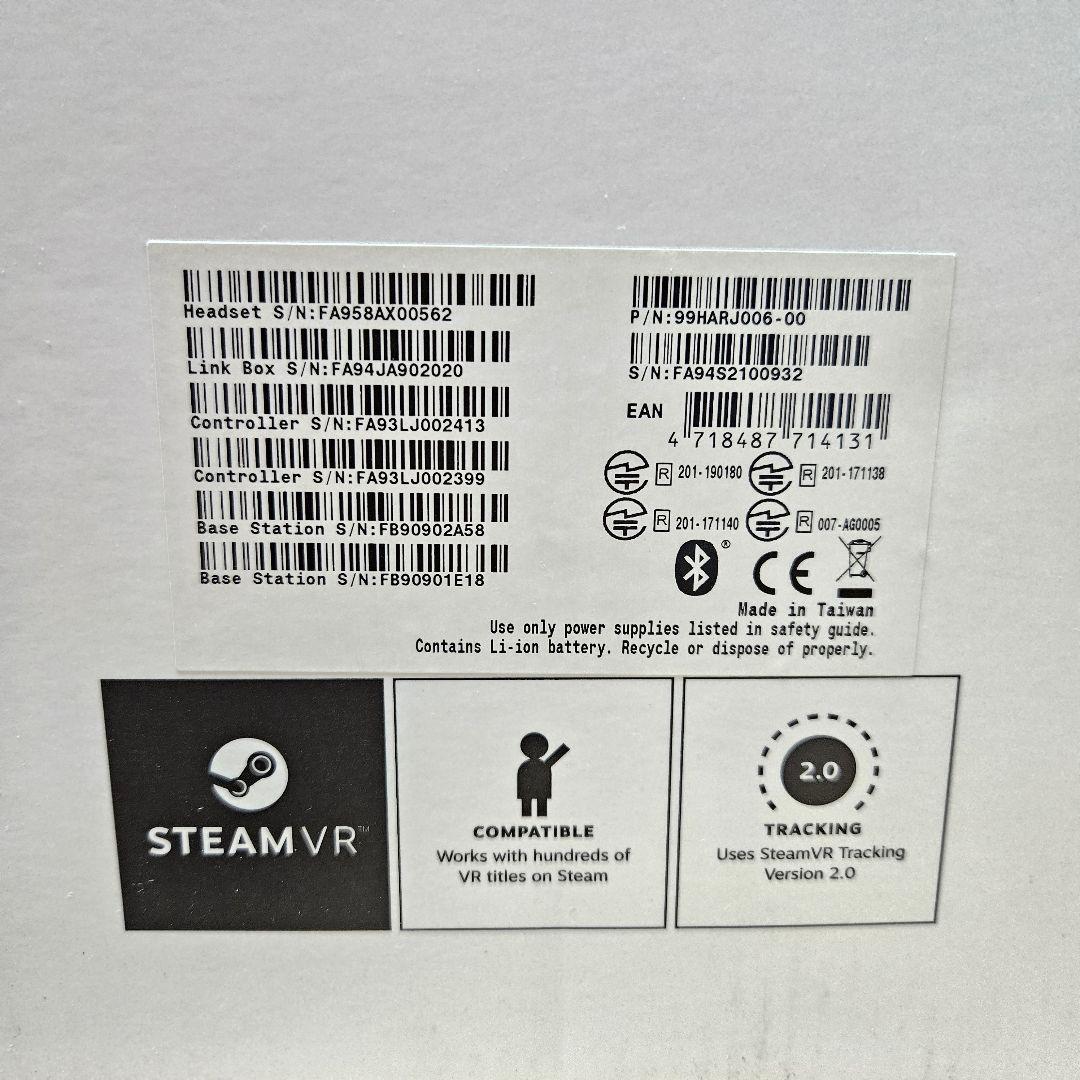 Headset S/N:FA958AX00562
Link Box S/N:FA94JA902020
Controller S/N:FA93LJ002413
Controller S/N:FA93LJ002399
Base Station S/N:FB90902A58
Base Station S/N:FB90901E18
P/N:99HARJ006-00
S/N:FA94S2100932
EAN
4 718487 714131
R 201-190180
R 201-171138
R 201-171140
R 007-AG0005
®
CE
Made in Taiwan
Use only power supplies listed in safety guide.
Contains Li-ion battery. Recycle or dispose of properly.
STEAMVR™
COMPATIBLE
Works with hundreds of
VR titles on Steam
2.0
TRACKING
Uses SteamVR Tracking
Version 2.0